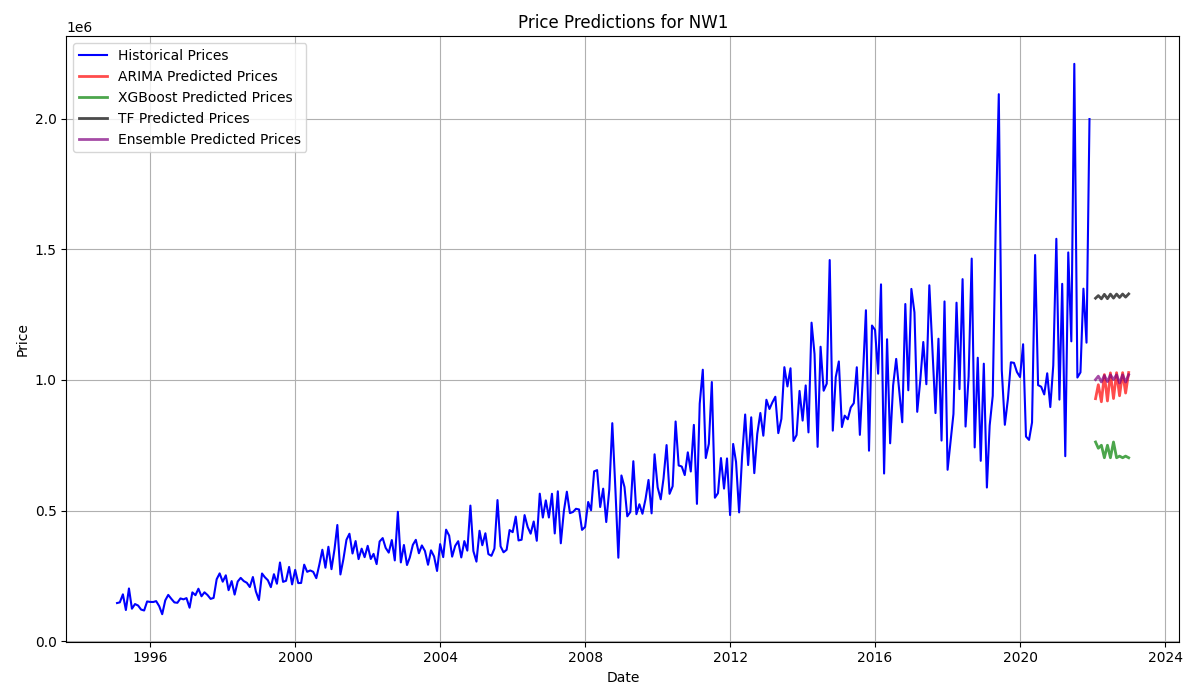 Price Predictions for NW1
1e6
Historical Prices
ARIMA Predicted Prices
XGBoost Predicted Prices
TF Predicted Prices
Ensemble Predicted Prices
2.0
1.5
1.0
0.5
0.0
Price
1996
2000
2004
2008
2012
2016
2020
2024
Date